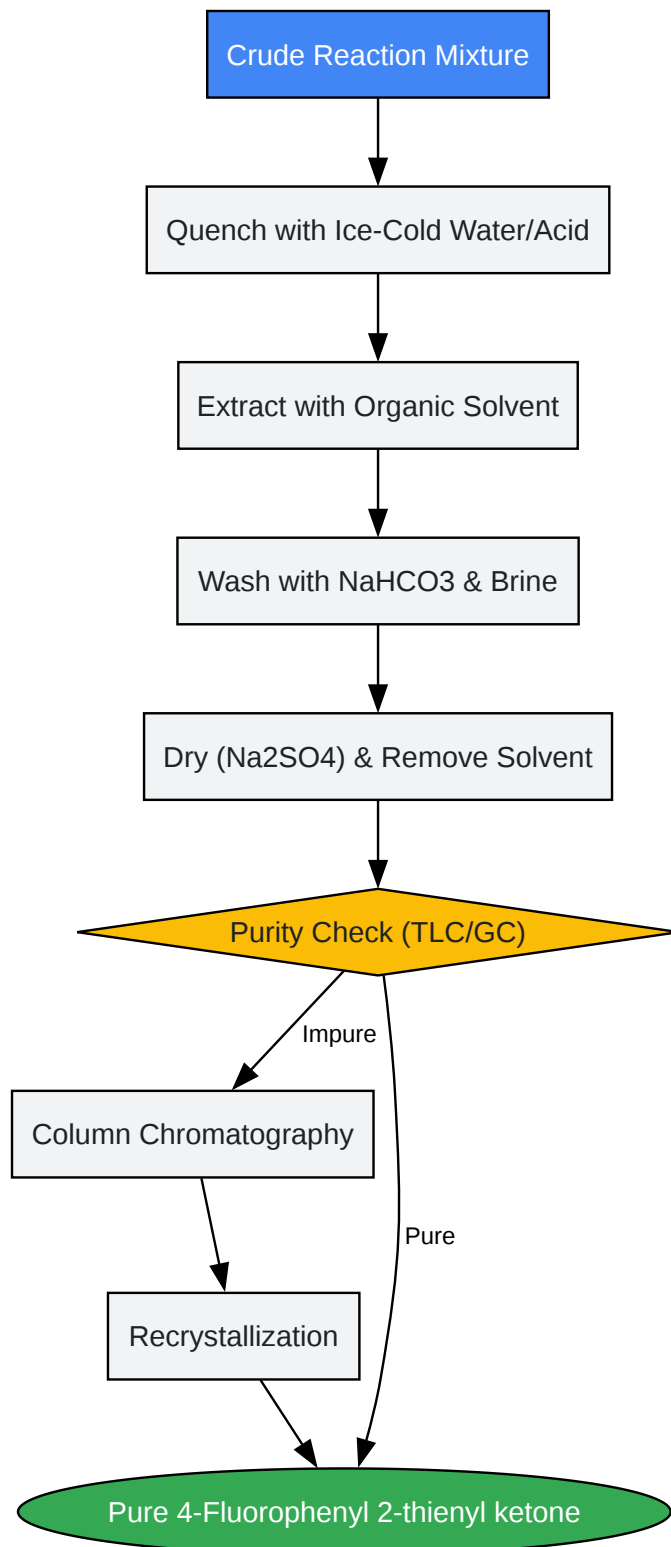 Crude Reaction Mixture
Quench with Ice-Cold Water/Acid
Extract with Organic Solvent
Wash with NaHCO3 & Brine
Dry (Na2SO4) & Remove Solvent
Purity Check (TLC/GC)
Impure
Column Chromatography
Pure
Recrystallization
Pure 4-Fluorophenyl 2-thienyl ketone